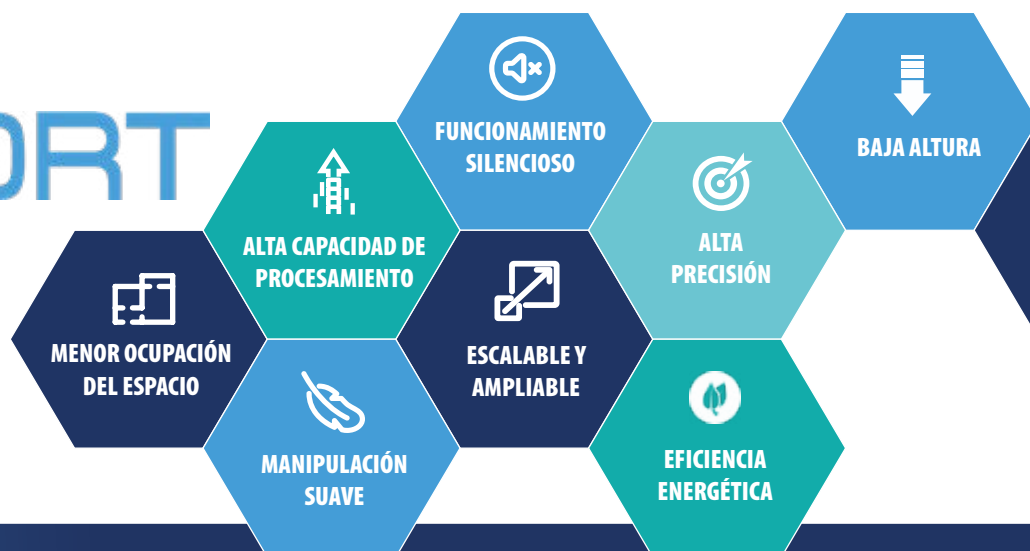 ORT
FUNCIONAMIENTO
SILENCIOSO
BAJA ALTURA
ALTA CAPACIDAD DE
PROCESAMIENTO
ALTA
PRECISIÓN
MENOR OCUPACIÓN
DEL ESPACIO
ESCALABLE Y
AMPLIABLE
MANIPULACIÓN
SUAVE
EFICIENCIA
ENERGÉTICA